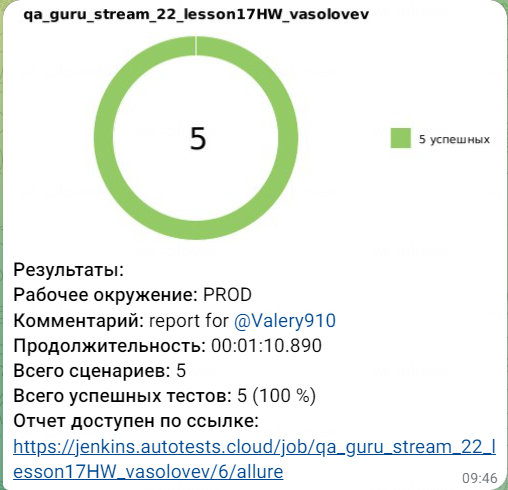 qa_guru_stream_22_lesson17HW_vasolovev
5
5 успешных
Результаты:
Рабочее окружение: PROD
Комментарий: report for @Valery910
Продолжительность: 00:01:10.890
Всего сценариев: 5
Всего успешных тестов: 5 (100 %)
Отчет доступен по ссылке:
https://jenkins.autotests.cloud/job/qa_guru_stream_22_l
esson17HW_vasolovev/6/allure
09:46